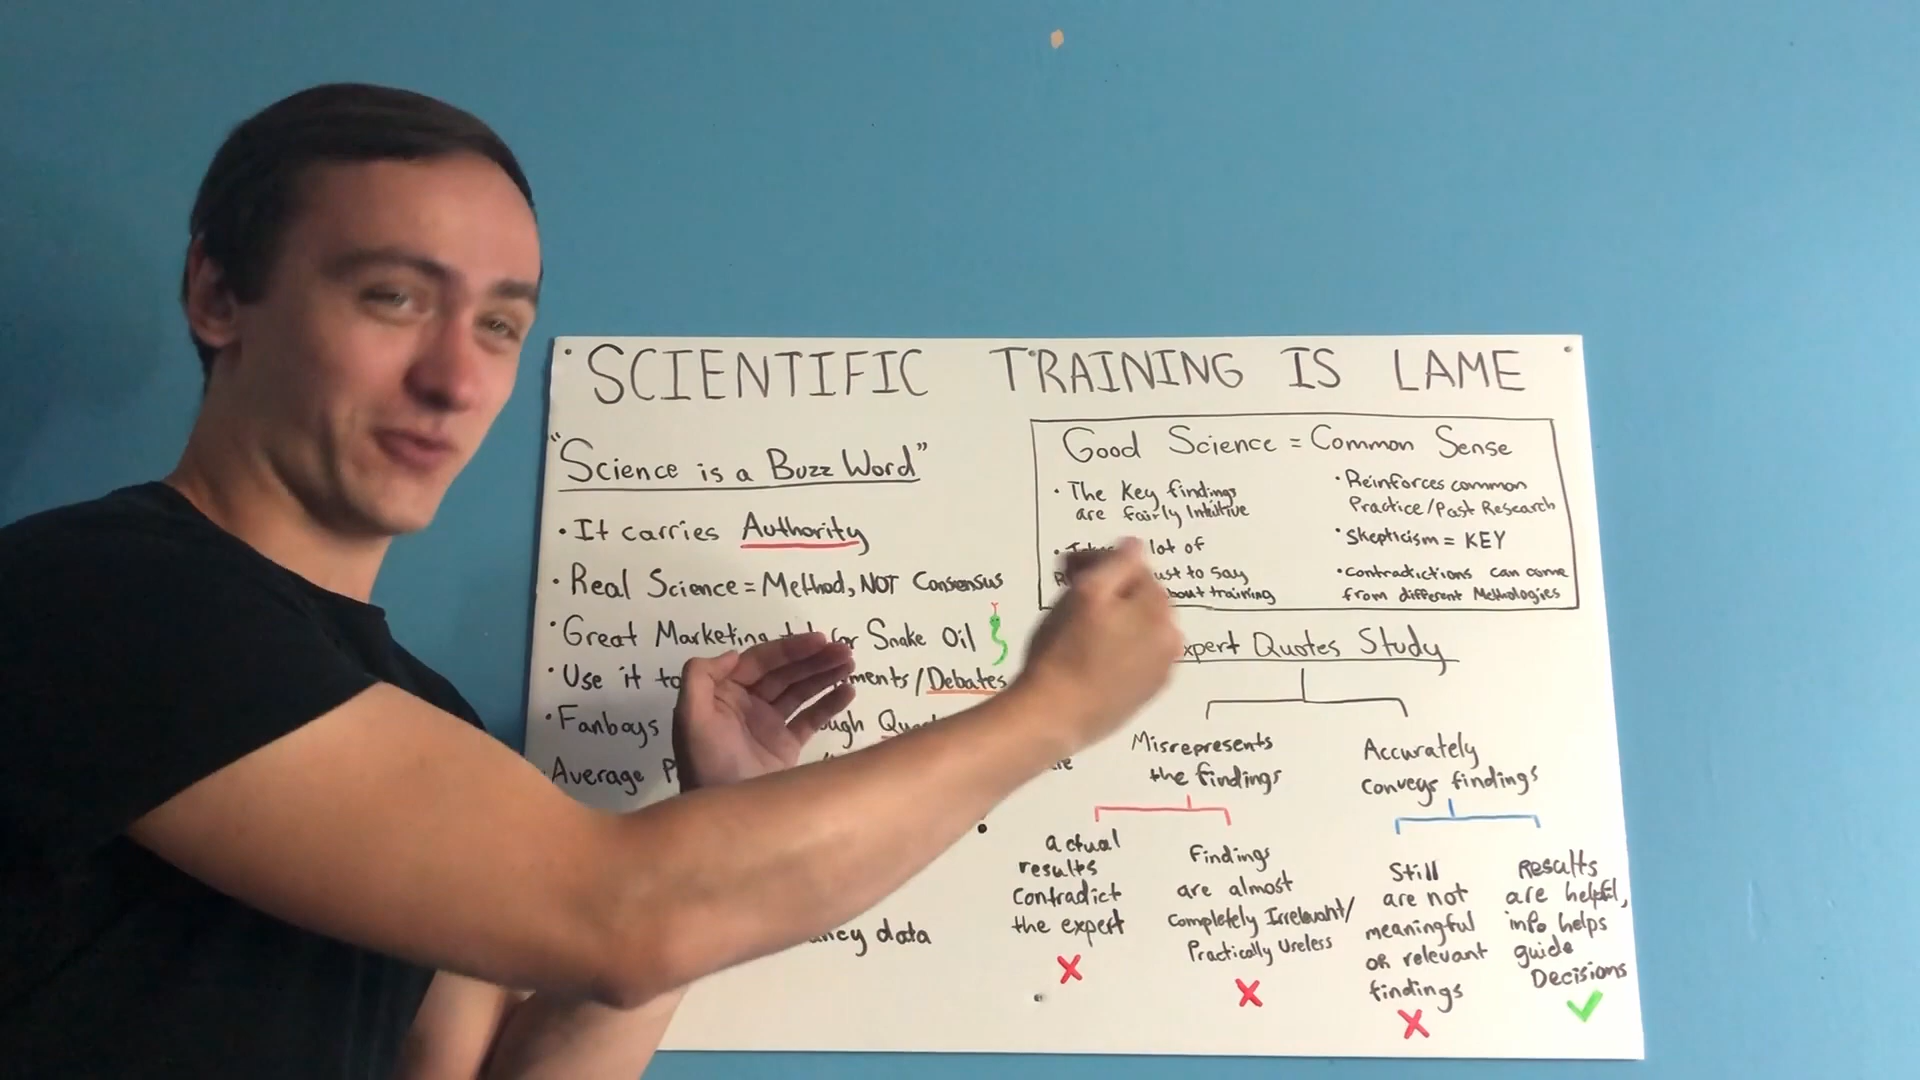 SCIENTIFIC TRAINING IS LAME
"Science is a Buzz Word"
• It carries Authority
• Real Science = Method, NOT Consensus
• Great Marketing for Snake Oil
• Use it to /Debates
• Fanboys
Average
data
Good Science = Common Sense
• The Key findings
are fairly Intuitive
• lot of
to say
training
• Reinforces common
Practice/Past Research
• Skepticism = KEY
• Contradictions can come
from different Methologies
Quotes Study
Misrepresents
the findings
Accurately
conveys findings
actual
results
Contradict
the expert
X
Findings
are almost
Completely Irrelevant/
Practically Useless
X
Still
are not
meaningful
or relevant
findings
X
Results
are helpful,
info helps
guide
Decisions
✓